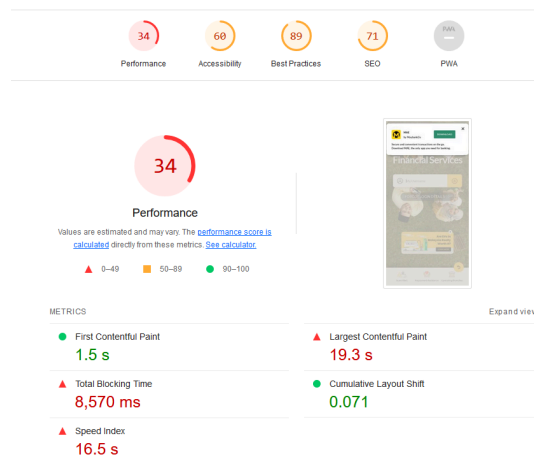 34
60
89
71
PWA
Performance
Accessibility
Best Practices
SEO
PWA
34
Performance
Values are estimated and may vary. The performance score is
calculated directly from these metrics. See calculator.
0–49
50–89
90–100
Financial Services
METRICS
Expand view
First Contentful Paint
1.5 s
Largest Contentful Paint
19.3 s
Total Blocking Time
8,570 ms
Cumulative Layout Shift
0.071
Speed Index
16.5 s